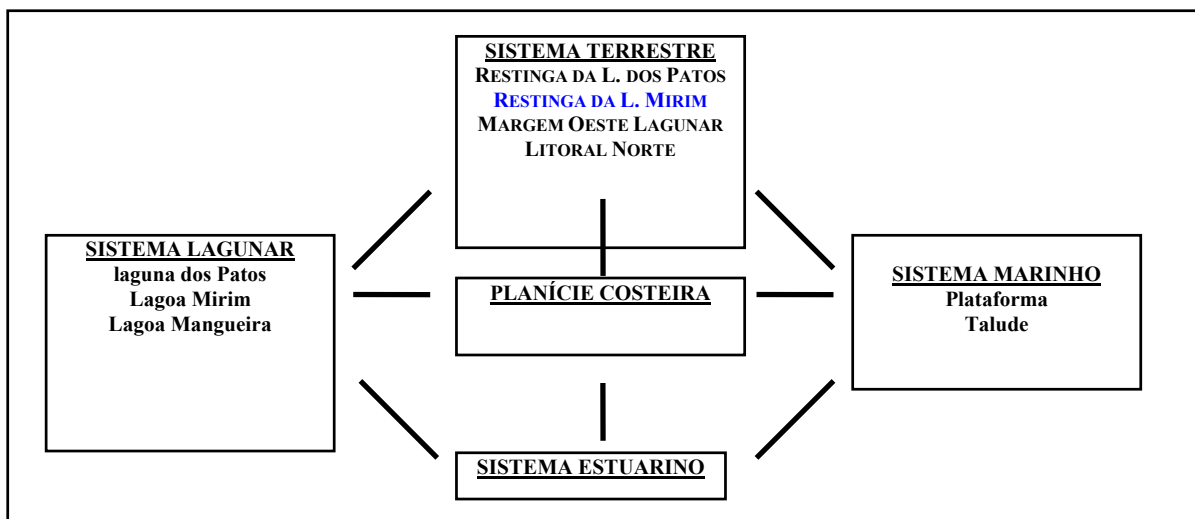 SISTEMA TERRESTRE
RESTINGA DA L. DOS PATOS
RESTINGA DA L. MIRIM
MARGEM OESTE LAGUNAR
LITORAL NORTE
SISTEMA LAGUNAR
laguna dos Patos
Lagoa Mirim
Lagoa Mangueira
PLANÍCIE COSTEIRA
SISTEMA MARINHO
Plataforma
Talude
SISTEMA ESTUARINO